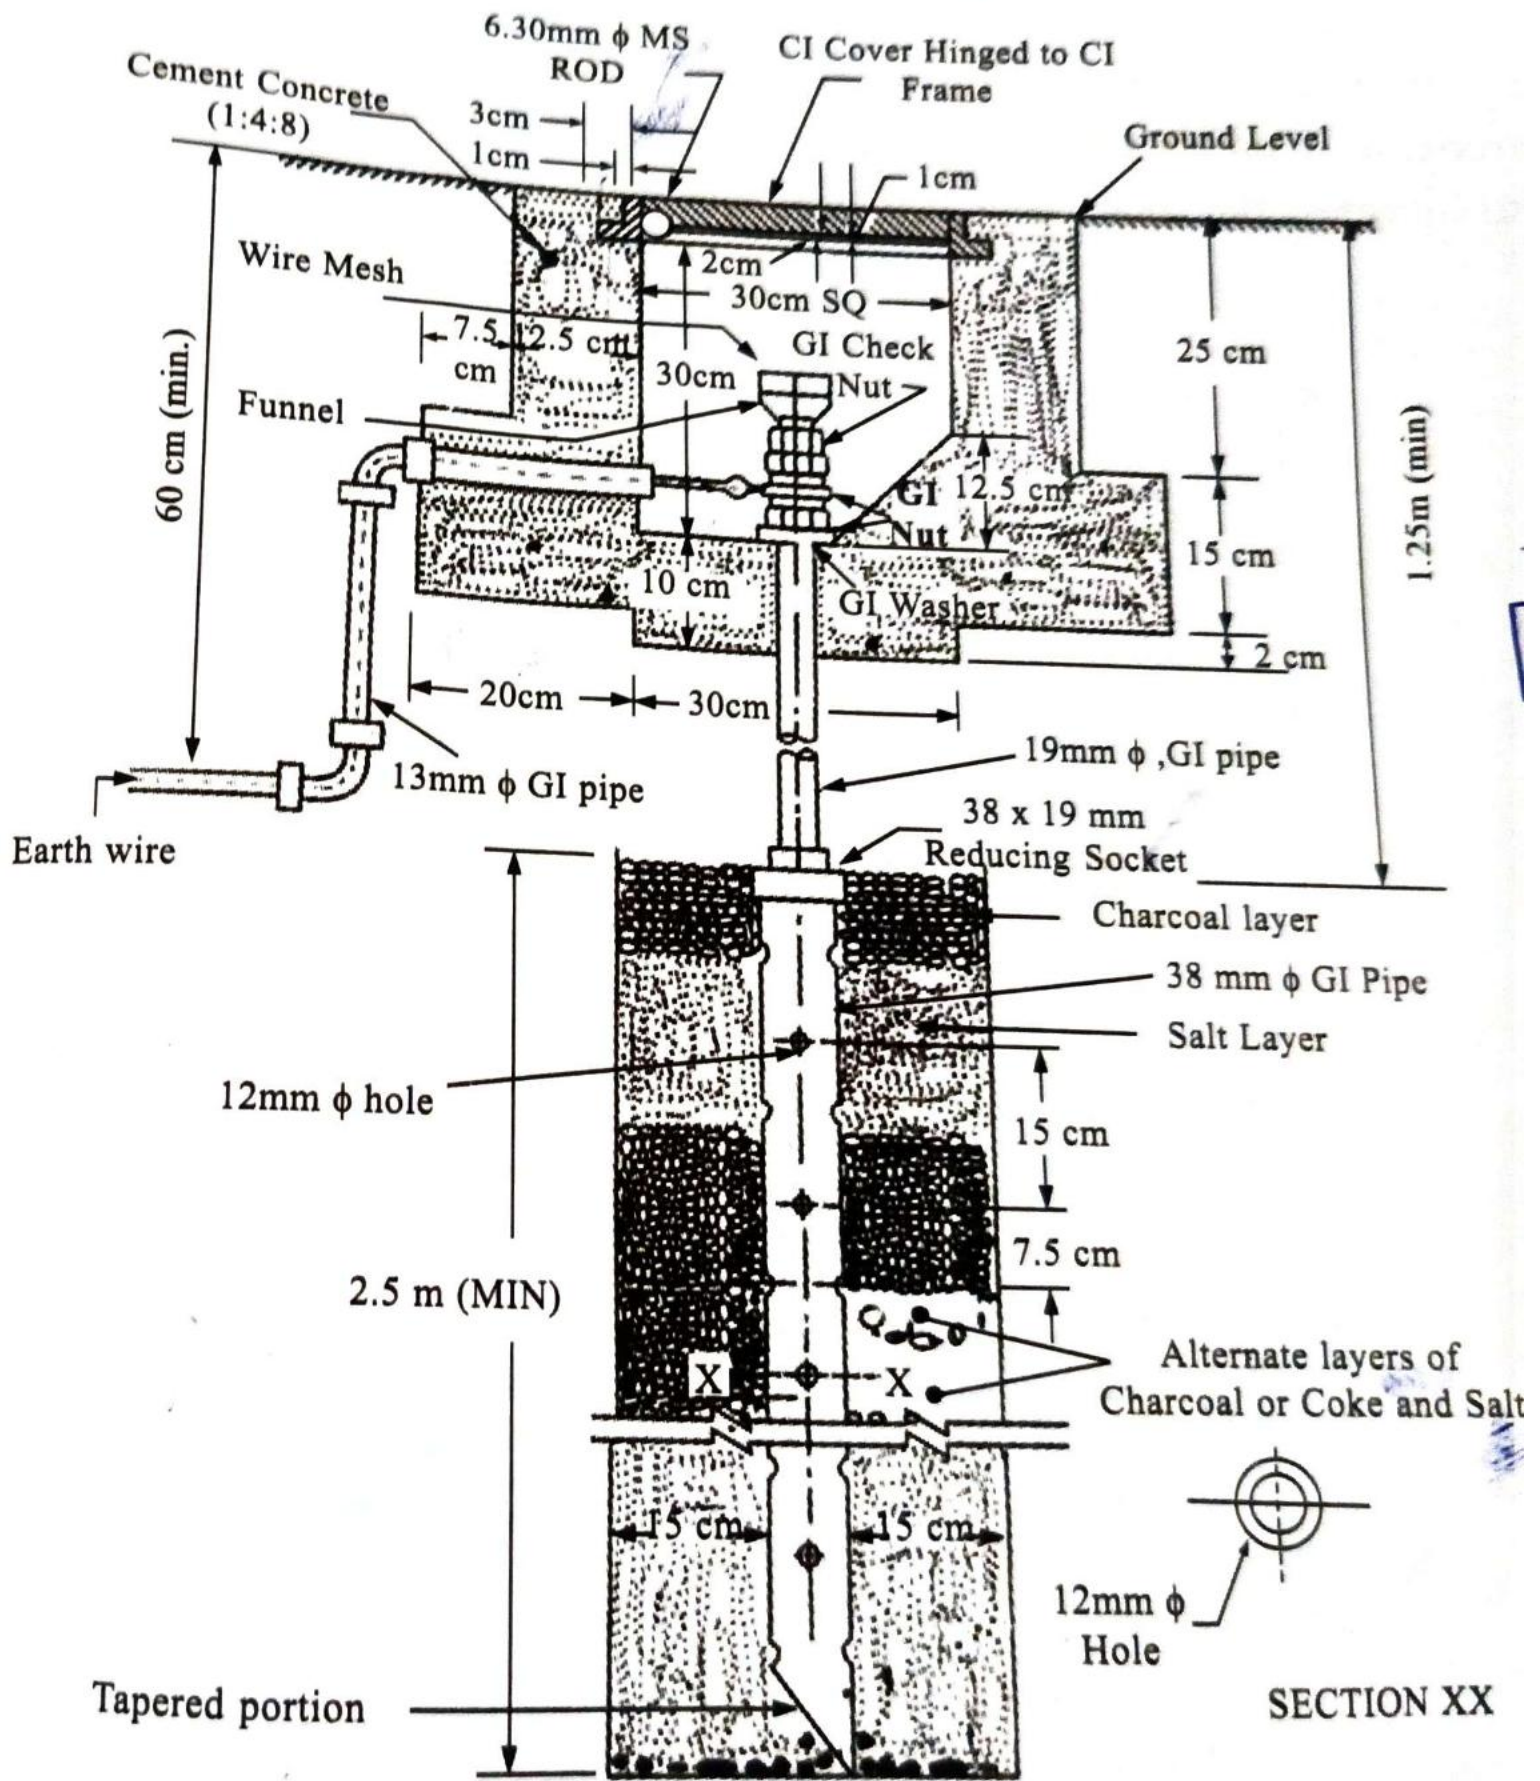 6.30mm ϕ MS
ROD
CI Cover Hinged to CI
Frame
Cement Concrete
(1:4:8)
3cm
1cm
Ground Level
1cm
Wire Mesh
2cm
30cm SQ
7.5
cm
12.5 cm
GI Check
Nut
25 cm
30cm
Funnel
60 cm (min.)
1.25m (min)
GI
Nut
12.5 cm
15 cm
10 cm
GI Washer
2 cm
20cm
30cm
13mm ϕ GI pipe
19mm ϕ ,GI pipe
Earth wire
38 x 19 mm
Reducing Socket
Charcoal layer
38 mm ϕ GI Pipe
Salt Layer
12mm ϕ hole
15 cm
7.5 cm
2.5 m (MIN)
X
X
Alternate layers of
Charcoal or Coke and Salt
15 cm
15 cm
12mm ϕ
Hole
Tapered portion
SECTION XX